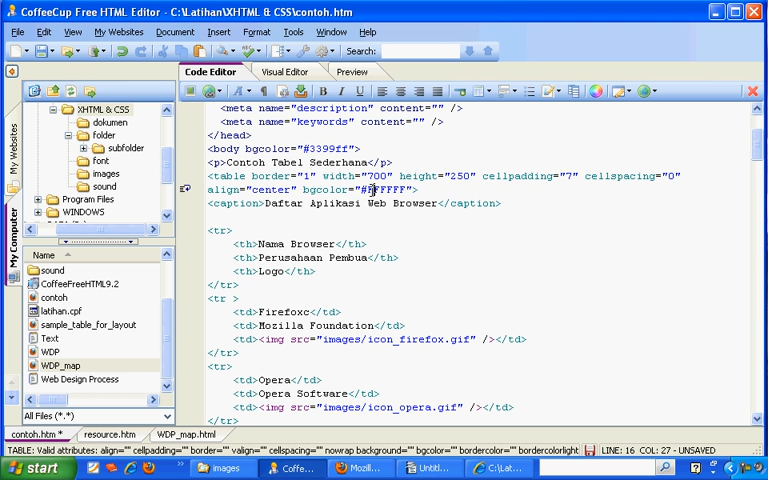 CoffeeCup Free HTML Editor - C:\Latihan\XHTML & CSS\contoh.htm
File Edit View My Websites Document Insert Format Tools Window Help
Search:
Code Editor Visual Editor Preview
My Websites
My Computer
XHTML & CSS
dokumen
folder
subfolder
font
images
sound
Program Files
WINDOWS
Name
sound
CoffeeFreeHTML9.2
contoh
latihan.cpf
sample_table_for_layout
Text
WDP
WDP_map
Web Design Process
All Files (*.*)
<meta name="description" content="" />
<meta name="keywords" content="" />
</head>
<body bgcolor="#3399ff">
<p>Contoh Tabel Sederhana</p>
<table border="1" width="700" height="250" cellpadding="7" cellspacing="0"
align="center" bgcolor="#FFFFFF">
<caption>Daftar Aplikasi Web Browser</caption>
<tr>
<th>Nama Browser</th>
<th>Perusahaan Pembua</th>
<th>Logo</th>
</tr>
<tr >
<td>Firefoxc</td>
<td>Mozilla Foundation</td>
<td><img src="images/icon_firefox.gif" /></td>
</tr>
<tr>
<td>Opera</td>
<td>Opera Software</td>
<td><img src="images/icon_opera.gif" /></td>
</tr>
contoh.htm * resource.htm WDP_map.html
TABLE: Valid attributes: align="" cellpadding="" border="" valign="" cellspacing="" nowrap background="" bgcolor="" bordercolor="" bordercolorlight LINE: 16 COL: 27 - UNSAVED
start images Coffe... Mozill... Untitl... C:\Lat...